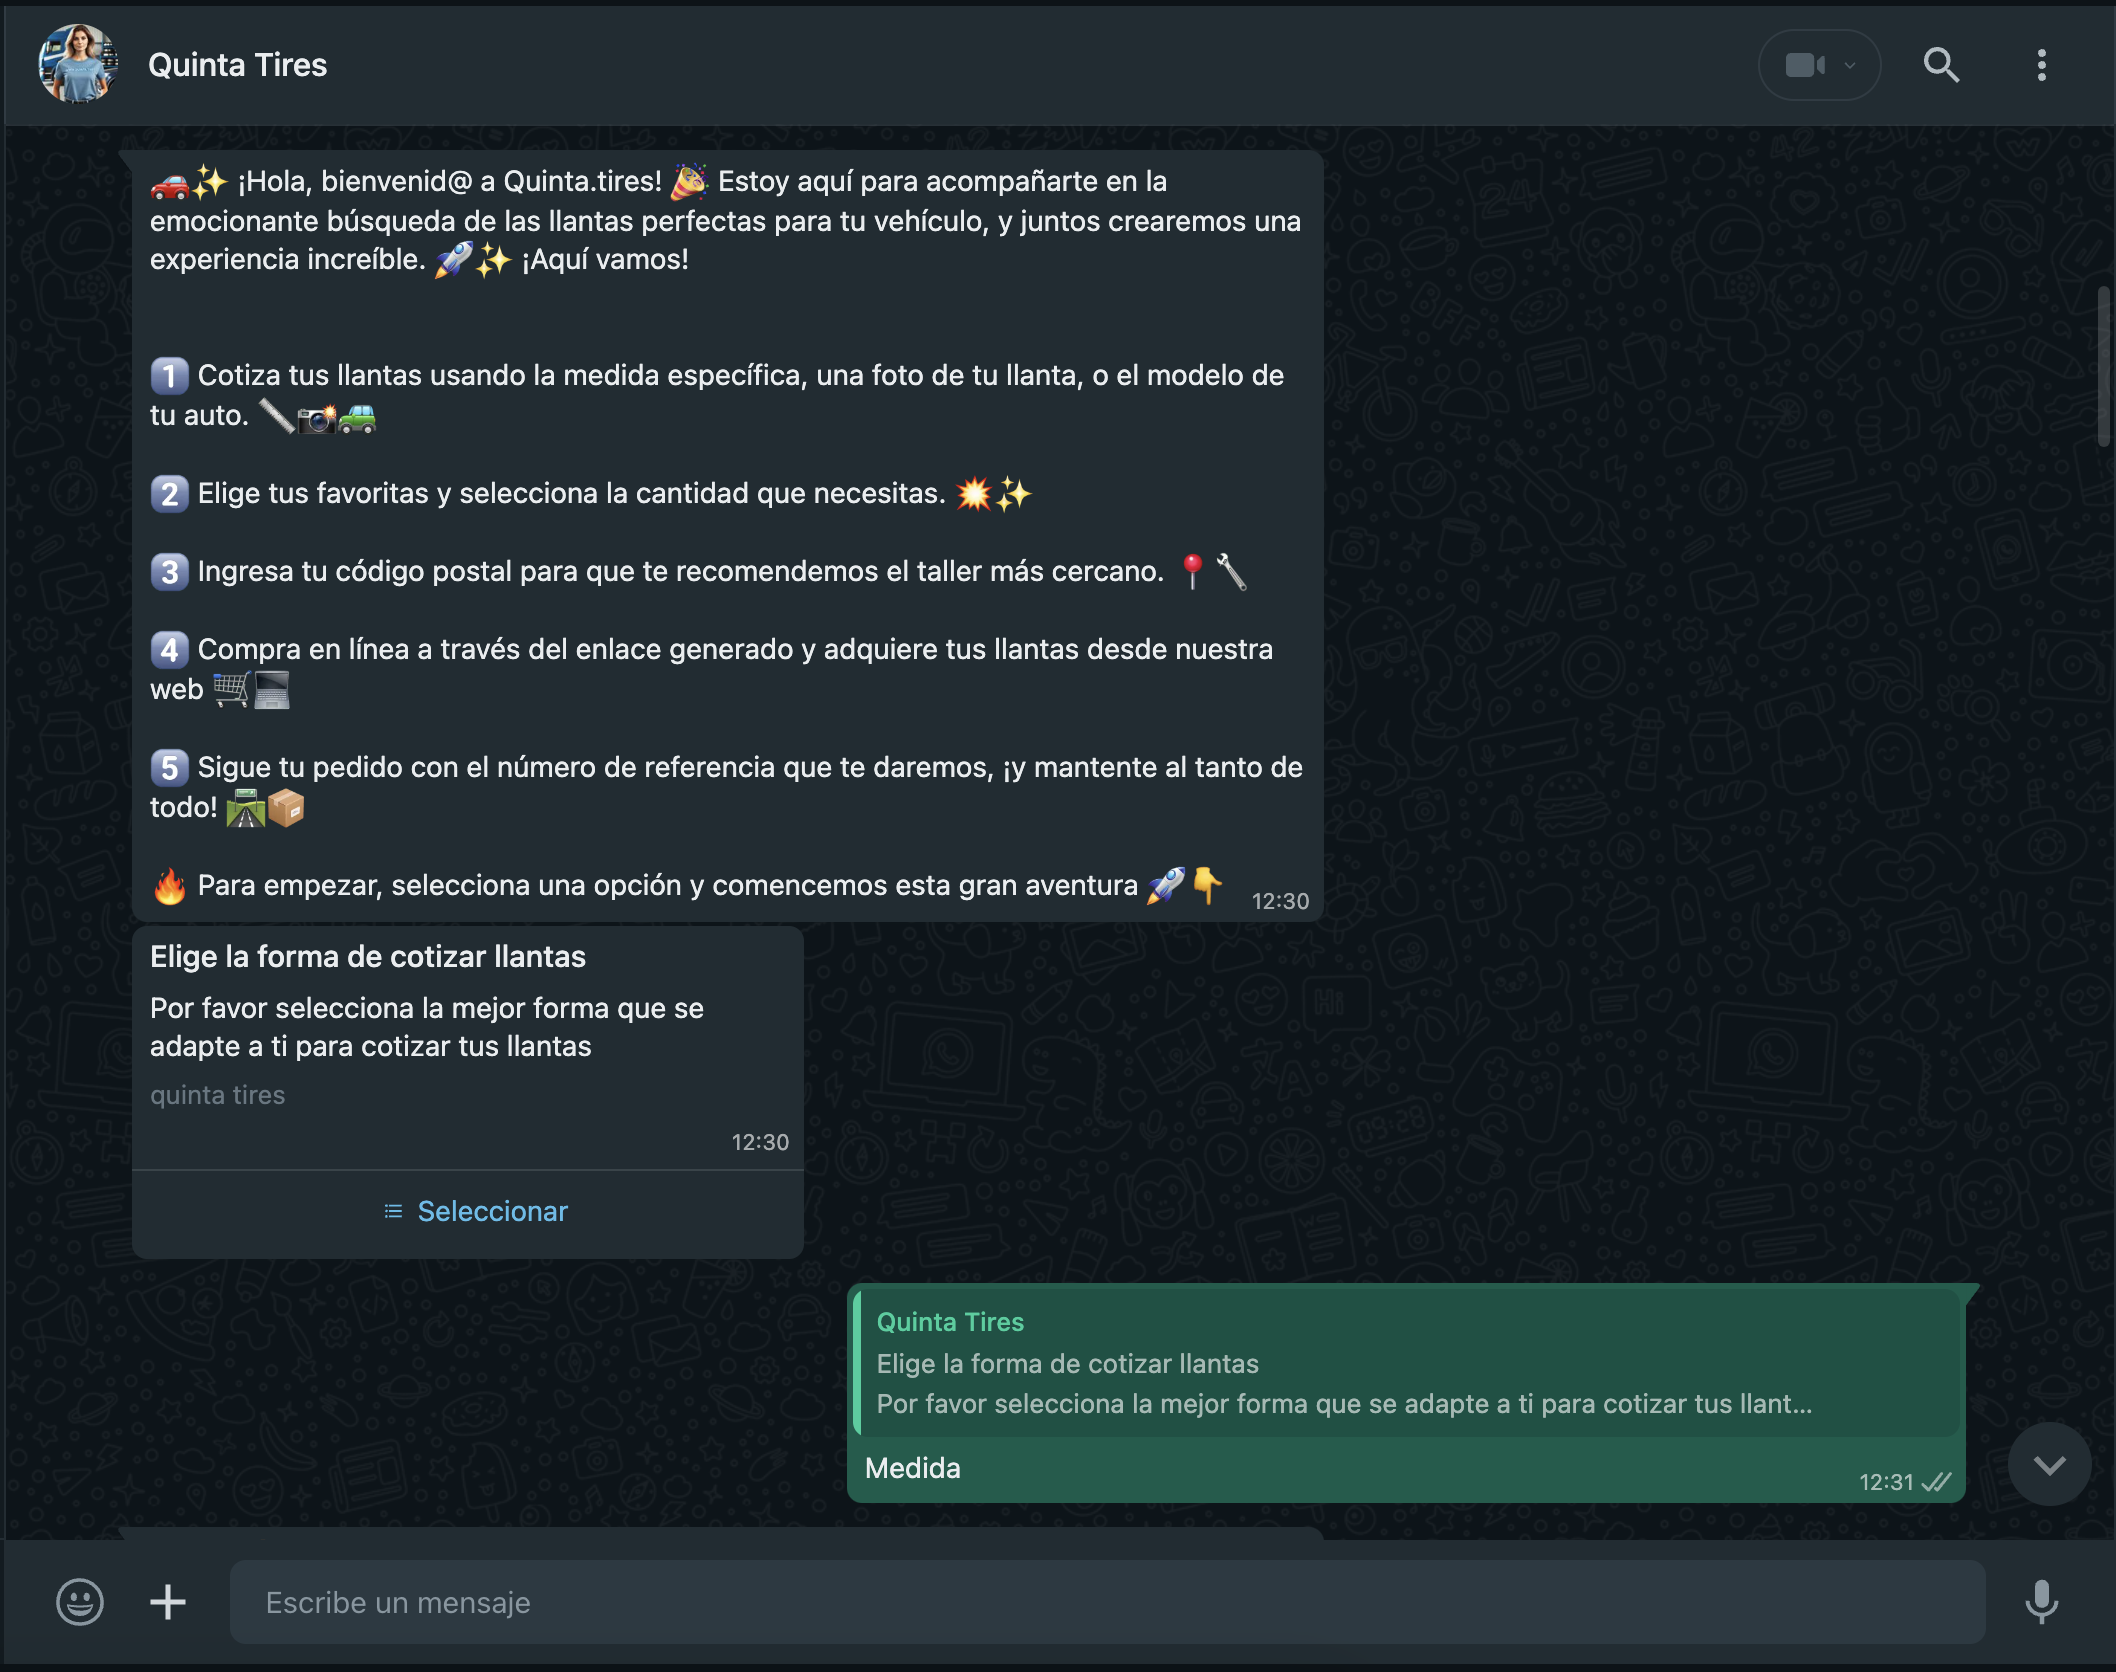 Quinta Tires
🚗✨ ¡Hola, bienvenid@ a Quinta.tires! 🎉 Estoy aquí para acompañarte en la
emocionante búsqueda de las llantas perfectas para tu vehículo, y juntos crearemos una
experiencia increíble. 🚀✨ ¡Aquí vamos!
1️⃣ Cotiza tus llantas usando la medida específica, una foto de tu llanta, o el modelo de
tu auto. 📏📸🚙
2️⃣ Elige tus favoritas y selecciona la cantidad que necesitas. 💥✨
3️⃣ Ingresa tu código postal para que te recomendemos el taller más cercano. 📍🔧
4️⃣ Compra en línea a través del enlace generado y adquiere tus llantas desde nuestra
web 🛒💻
5️⃣ Sigue tu pedido con el número de referencia que te daremos, ¡y mantente al tanto de
todo! 🛣️📦
🔥 Para empezar, selecciona una opción y comencemos esta gran aventura 🚀👇
12:30
Elige la forma de cotizar llantas
Por favor selecciona la mejor forma que se
adapte a ti para cotizar tus llantas
quinta tires
12:30
Seleccionar
Quinta Tires
Elige la forma de cotizar llantas
Por favor selecciona la mejor forma que se adapte a ti para cotizar tus llant...
Medida
12:31
Escribe un mensaje